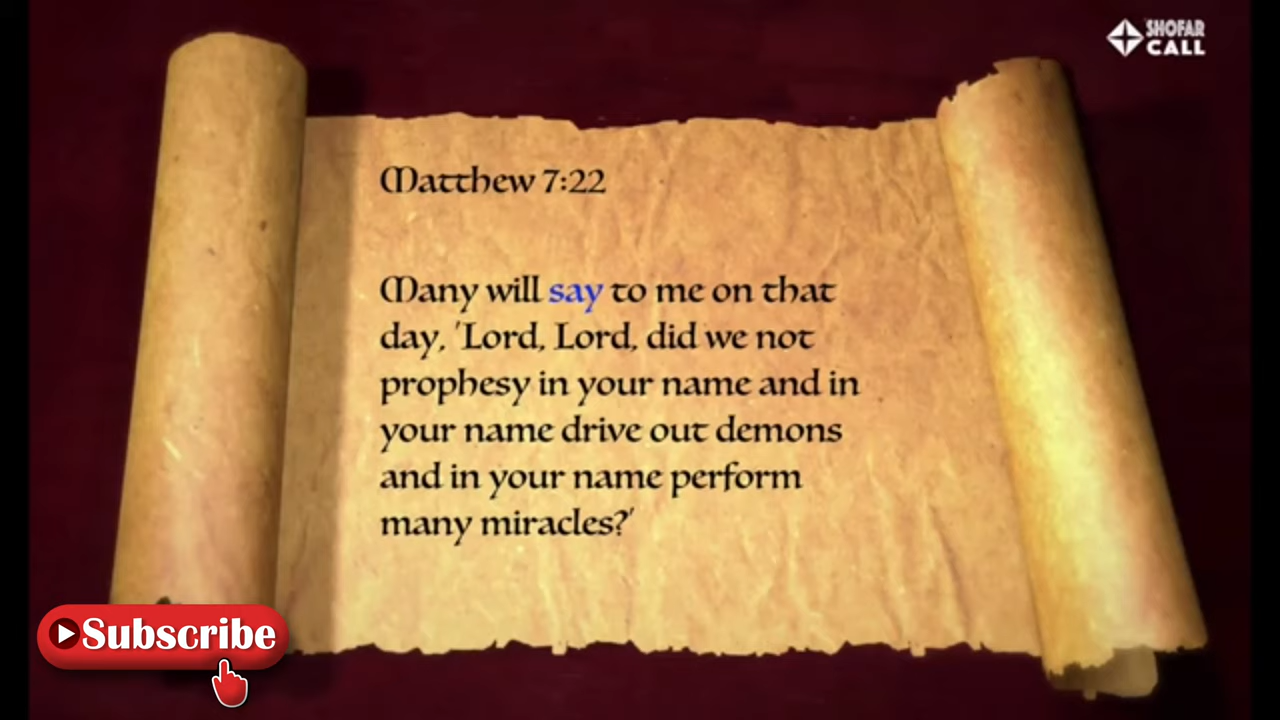 SHOFAR
CALL
Matthew 7:22
Many will say to me on that
day, 'Lord, Lord, did we not
prophesy in your name and in
your name drive out demons
and in your name perform
many miracles?'
Subscribe